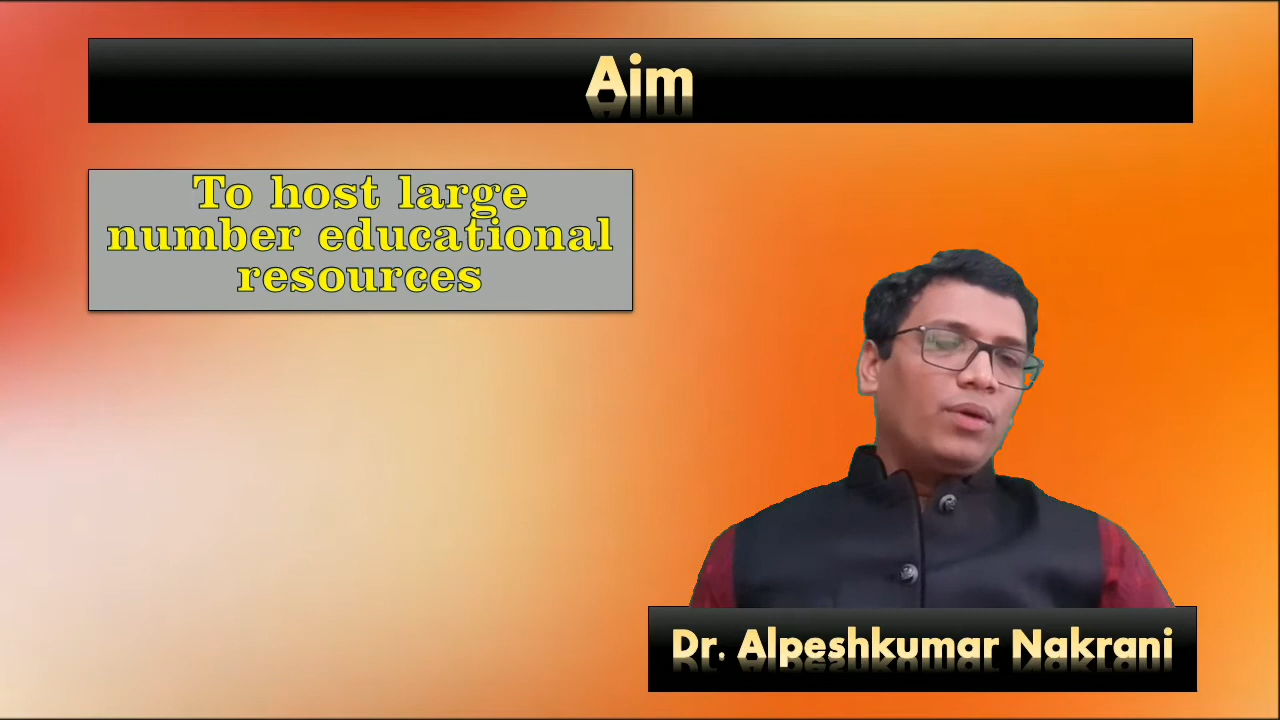 Aim
To host large
number educational
resources
Dr. Alpeshkumar Nakrani